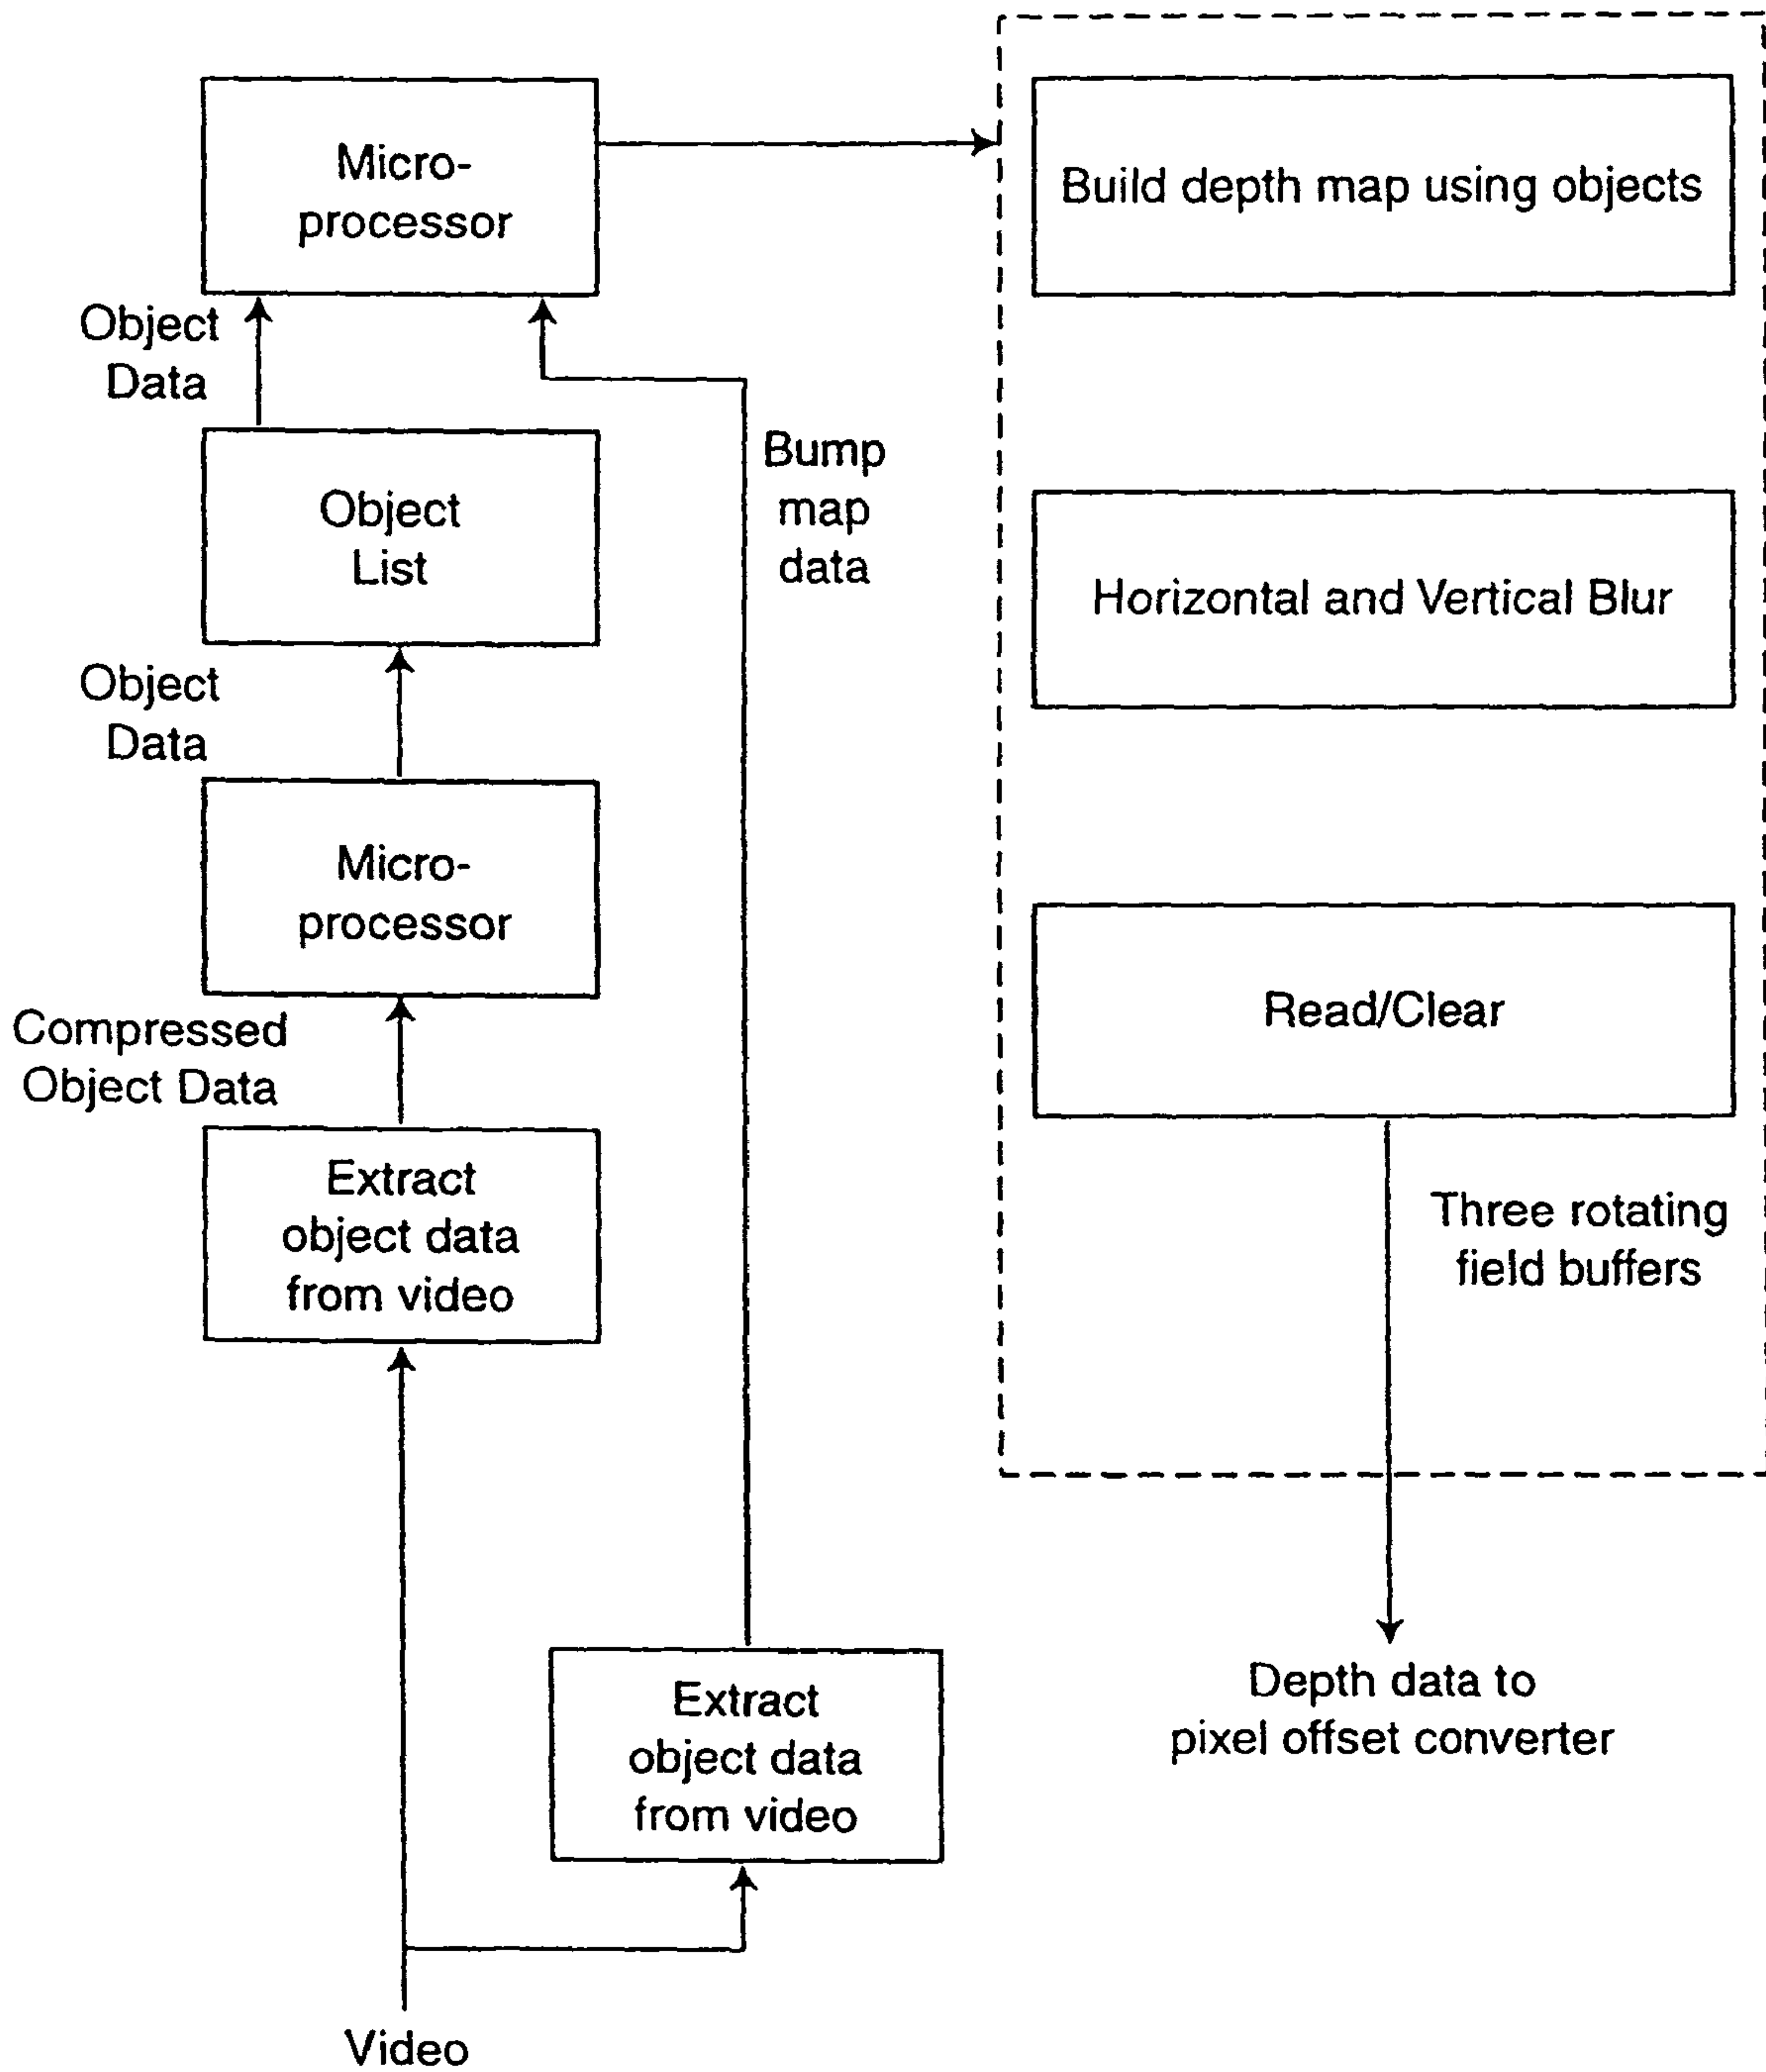 Micro-
processor
Build depth map using objects
Object
Data
Bump
map
data
Object
List
Horizontal and Vertical Blur
Object
Data
Micro-
processor
Read/Clear
Compressed
Object Data
Extract
object data
from video
Three rotating
field buffers
Extract
object data
from video
Depth data to
pixel offset converter
Video